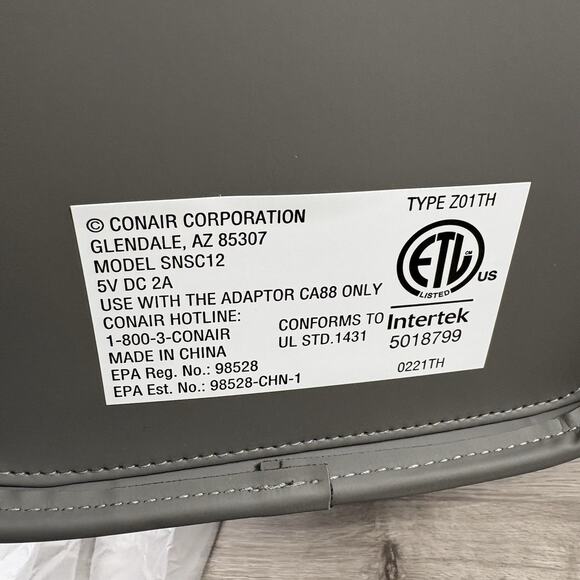 © CONAIR CORPORATION
GLENDALE, AZ 85307
MODEL SNSC12
5V DC 2A
USE WITH THE ADAPTOR CA88 ONLY
CONAIR HOTLINE:
1-800-3-CONAIR
MADE IN CHINA
EPA Reg. No.: 98528
EPA Est. No.: 98528-CHN-1
CONFORMS TO
UL STD.1431
TYPE Z01TH
ETL
CM
LISTED
US
Intertek
5018799
0221TH